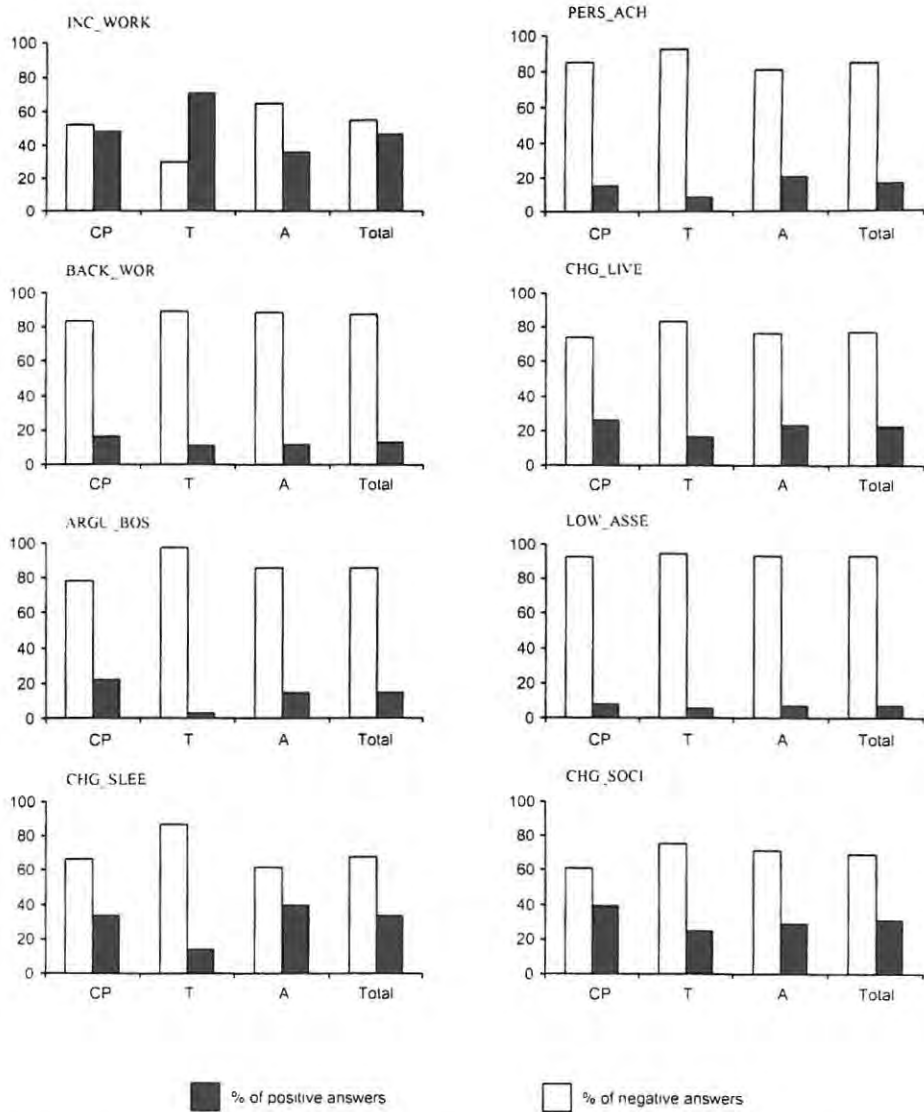 INC_WORK
100
80
60
40
20
0
CP T A Total
PERS_ACH
100
80
60
40
20
0
CP T A Total
BACK_WOR
100
80
60
40
20
0
CP T A Total
CHG_LIVE
100
80
60
40
20
0
CP T A Total
ARGU_BOS
100
80
60
40
20
0
CP T A Total
LOW_ASSE
100
80
60
40
20
0
CP T A Total
CHG_SLEE
100
80
60
40
20
0
CP T A Total
CHG_SOCI
100
80
60
40
20
0
CP T A Total
% of positive answers
% of negative answers